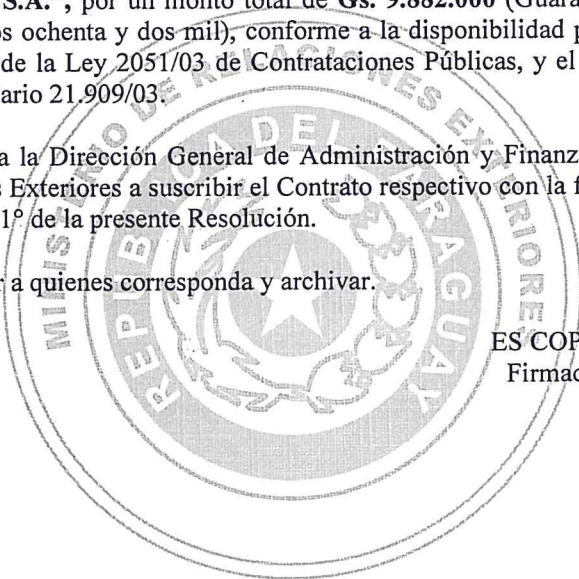 S.A.", por un monto total de Gs. 9.882.000 (Guara
os ochenta y dos mil), conforme a la disponibilidad p
de la Ley 2051/03 de Contrataciones Públicas, y el
ario 21.909/03.
a la Dirección General de Administración y Finanz
s Exteriores a suscribir el Contrato respectivo con la f
1° de la presente Resolución.
r a quienes corresponda y archivar.
ES COP
Firmad
MINISTERIO DE RELACIONES EXTERIORES
REPUBLICA DEL PARAGUAY